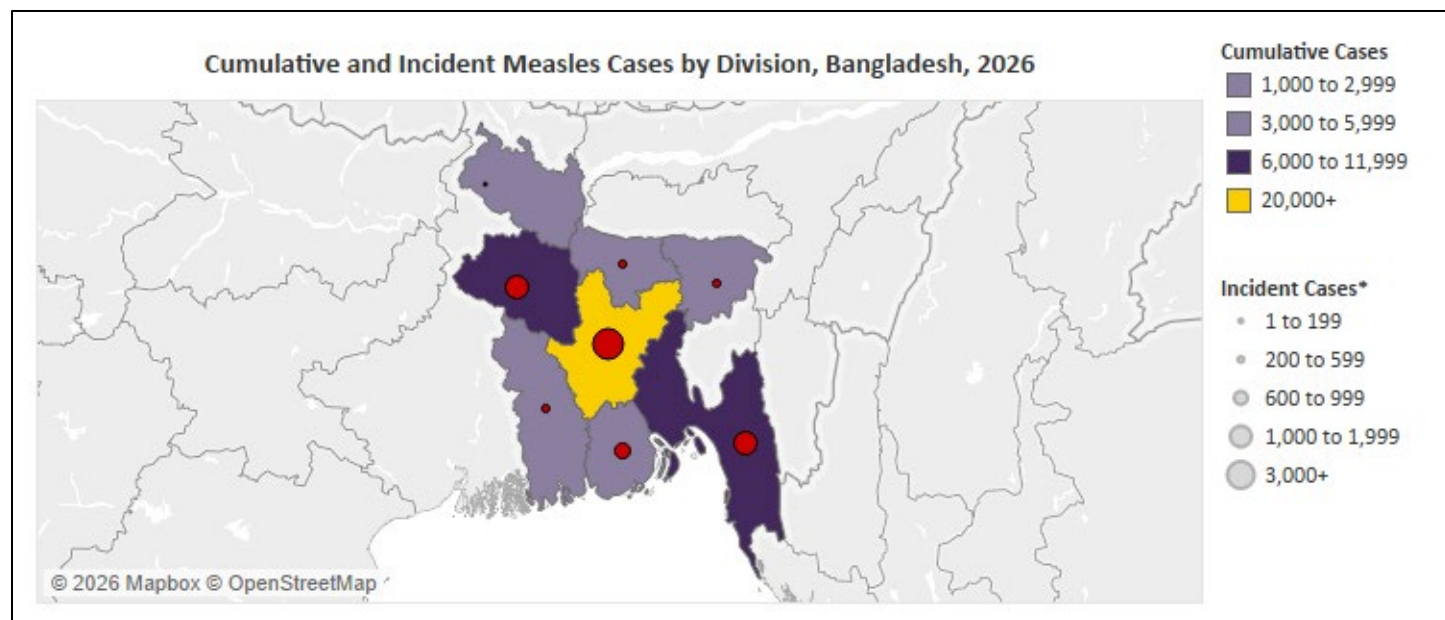 Cumulative and Incident Measles Cases by Division, Bangladesh, 2026
Cumulative Cases
1,000 to 2,999
3,000 to 5,999
6,000 to 11,999
20,000+
Incident Cases*
1 to 199
200 to 599
600 to 999
1,000 to 1,999
3,000+
© 2026 Mapbox © OpenStreetMap